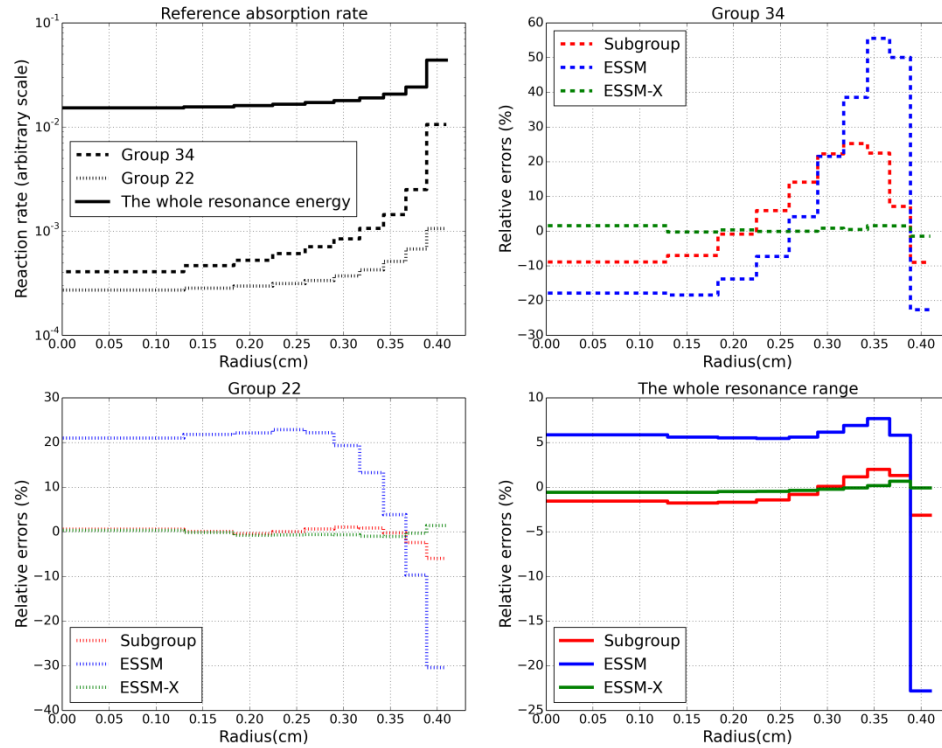 Reference absorption rate
Reaction rate (arbitrary scale)
10^-1
10^-2
10^-3
10^-4
Group 34
Group 22
The whole resonance energy
0.00 0.05 0.10 0.15 0.20 0.25 0.30 0.35 0.40
Radius(cm)
Group 34
Relative errors (%)
60
50
40
30
20
10
0
−10
−20
−30
Subgroup
ESSM
ESSM-X
0.00 0.05 0.10 0.15 0.20 0.25 0.30 0.35 0.40
Radius(cm)
Group 22
Relative errors (%)
30
20
10
0
−10
−20
−30
−40
Subgroup
ESSM
ESSM-X
0.00 0.05 0.10 0.15 0.20 0.25 0.30 0.35 0.40
Radius(cm)
The whole resonance range
Relative errors (%)
10
5
0
−5
−10
−15
−20
−25
Subgroup
ESSM
ESSM-X
0.00 0.05 0.10 0.15 0.20 0.25 0.30 0.35 0.40
Radius(cm)